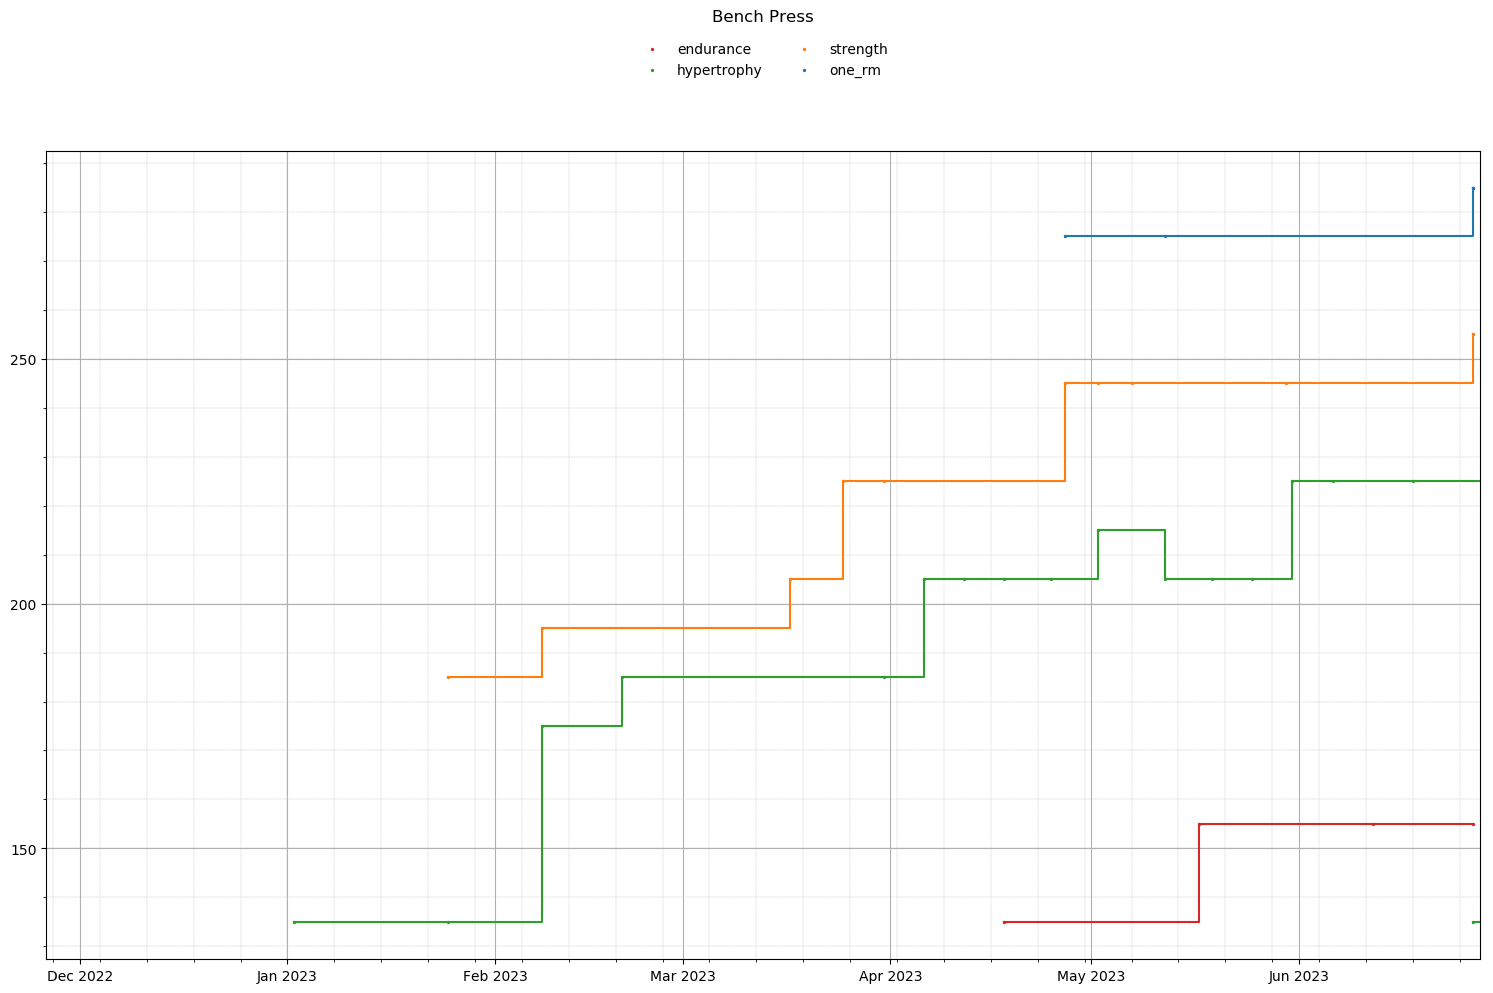 Bench Press
endurance strength
hypertrophy one_rm
250
200
150
Dec 2022 Jan 2023 Feb 2023 Mar 2023 Apr 2023 May 2023 Jun 2023